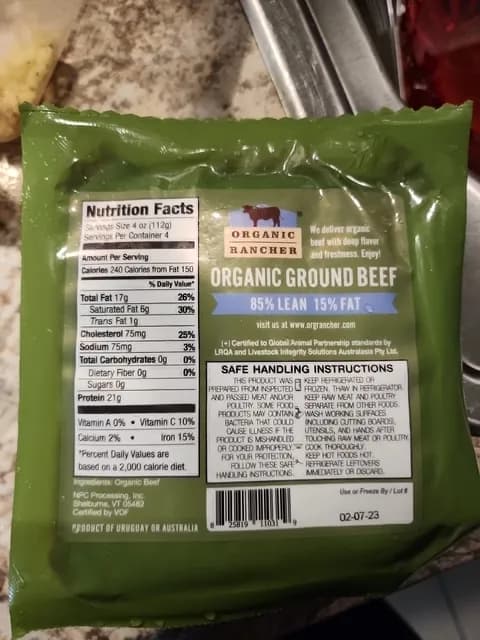 Nutrition Facts
Serving Size 4 oz (112g)
Servings Per Container 4
Amount Per Serving
Calories 240 Calories from Fat 150
% Daily Value*
Total Fat 17g 26%
Saturated Fat 6g 30%
Trans Fat 1g
Cholesterol 75mg 25%
Sodium 75mg 3%
Total Carbohydrates 0g 0%
Dietary Fiber 0g 0%
Sugars 0g
Protein 21g
Vitamin A 0% • Vitamin C 10%
Calcium 2% • Iron 15%
*Percent Daily Values are
based on a 2,000 calorie diet.
Ingredients: Organic Beef
NPC Processing, Inc.
Shelburne, VT 05482
Certified by VOF
PRODUCT OF URUGUAY OR AUSTRALIA
ORGANIC
RANCHER
We deliver organic
beef with deep flavor
and freshness. Enjoy!
ORGANIC GROUND BEEF
85% LEAN 15% FAT
visit us at www.orgrancher.com
(+) Certified to Global Animal Partnership standards by
LRQA and Livestock Integrity Solutions Australasia Pty Ltd.
SAFE HANDLING INSTRUCTIONS
THIS PRODUCT WAS
PREPARED FROM INSPECTED
AND PASSED MEAT AND/OR
POULTRY. SOME FOOD
PRODUCTS MAY CONTAIN
BACTERIA THAT COULD
CAUSE ILLNESS IF THE
PRODUCT IS MISHANDLED
OR COOKED IMPROPERLY.
FOR YOUR PROTECTION,
FOLLOW THESE SAFE
HANDLING INSTRUCTIONS.
KEEP REFRIGERATED OR
FROZEN. THAW IN REFRIGERATOR.
KEEP RAW MEAT AND POULTRY
SEPARATE FROM OTHER FOODS.
WASH WORKING SURFACES
(INCLUDING CUTTING BOARDS),
UTENSILS, AND HANDS AFTER
TOUCHING RAW MEAT OR POULTRY.
COOK THOROUGHLY.
KEEP HOT FOODS HOT.
REFRIGERATE LEFTOVERS
IMMEDIATELY OR DISCARD.
8 25819 11031 9
Use or Freeze By / Lot #
02-07-23